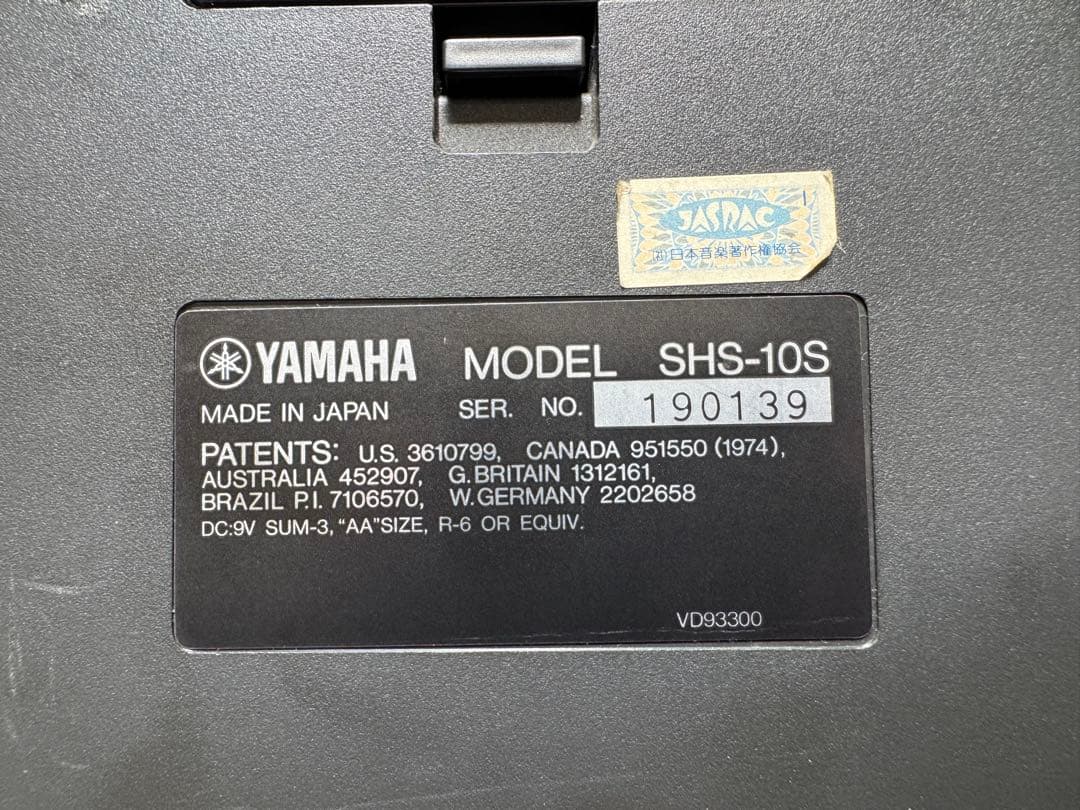 JASRAC
(社)日本音楽著作権協会
YAMAHA MODEL SHS-10S
MADE IN JAPAN SER. NO. 190139
PATENTS: U.S. 3610799, CANADA 951550 (1974),
AUSTRALIA 452907, G.BRITAIN 1312161,
BRAZIL P.I. 7106570, W.GERMANY 2202658
DC:9V SUM-3, “AA”SIZE, R-6 OR EQUIV.
VD93300